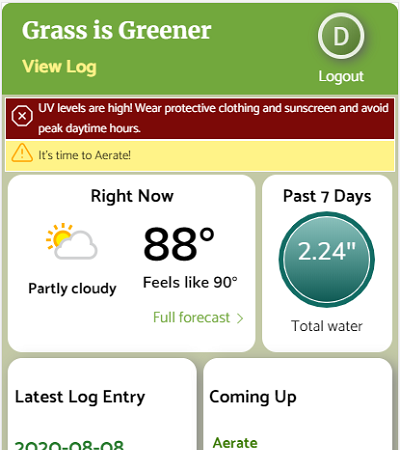 Grass is Greener
D
View Log
Logout
UV levels are high! Wear protective clothing and sunscreen and avoid
peak daytime hours.
It's time to Aerate!
Right Now
Past 7 Days
88°
2.24"
Partly cloudy
Feels like 90°
Full forecast
Total water
Latest Log Entry
Coming Up
2020-08-08
Aerate